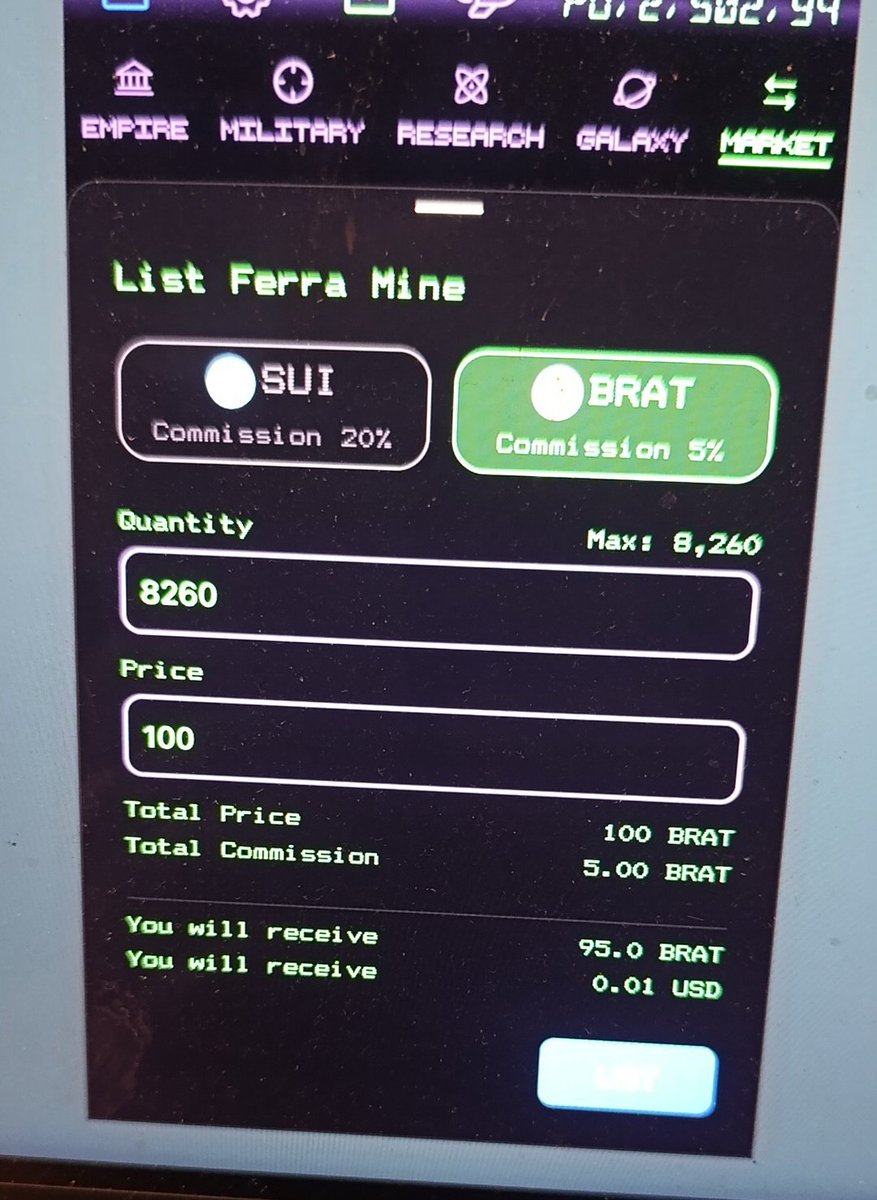 EMPIRE MILITARY RESEARCH GALAXY MARKET
List Ferra Mine
SUI BRAT
Commission 20% Commission 5%
Quantity Max: 8,260
8260
Price
100
Total Price 100 BRAT
Total Commission 5.00 BRAT
You will receive 95.0 BRAT
You will receive 0.01 USD
LIST